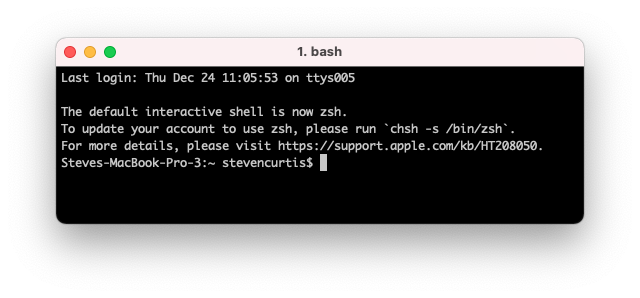 1. bash
Last login: Thu Dec 24 11:05:53 on ttys005
The default interactive shell is now zsh.
To update your account to use zsh, please run `chsh -s /bin/zsh`.
For more details, please visit https://support.apple.com/kb/HT208050.
Steves-MacBook-Pro-3:~ stevencurtis$